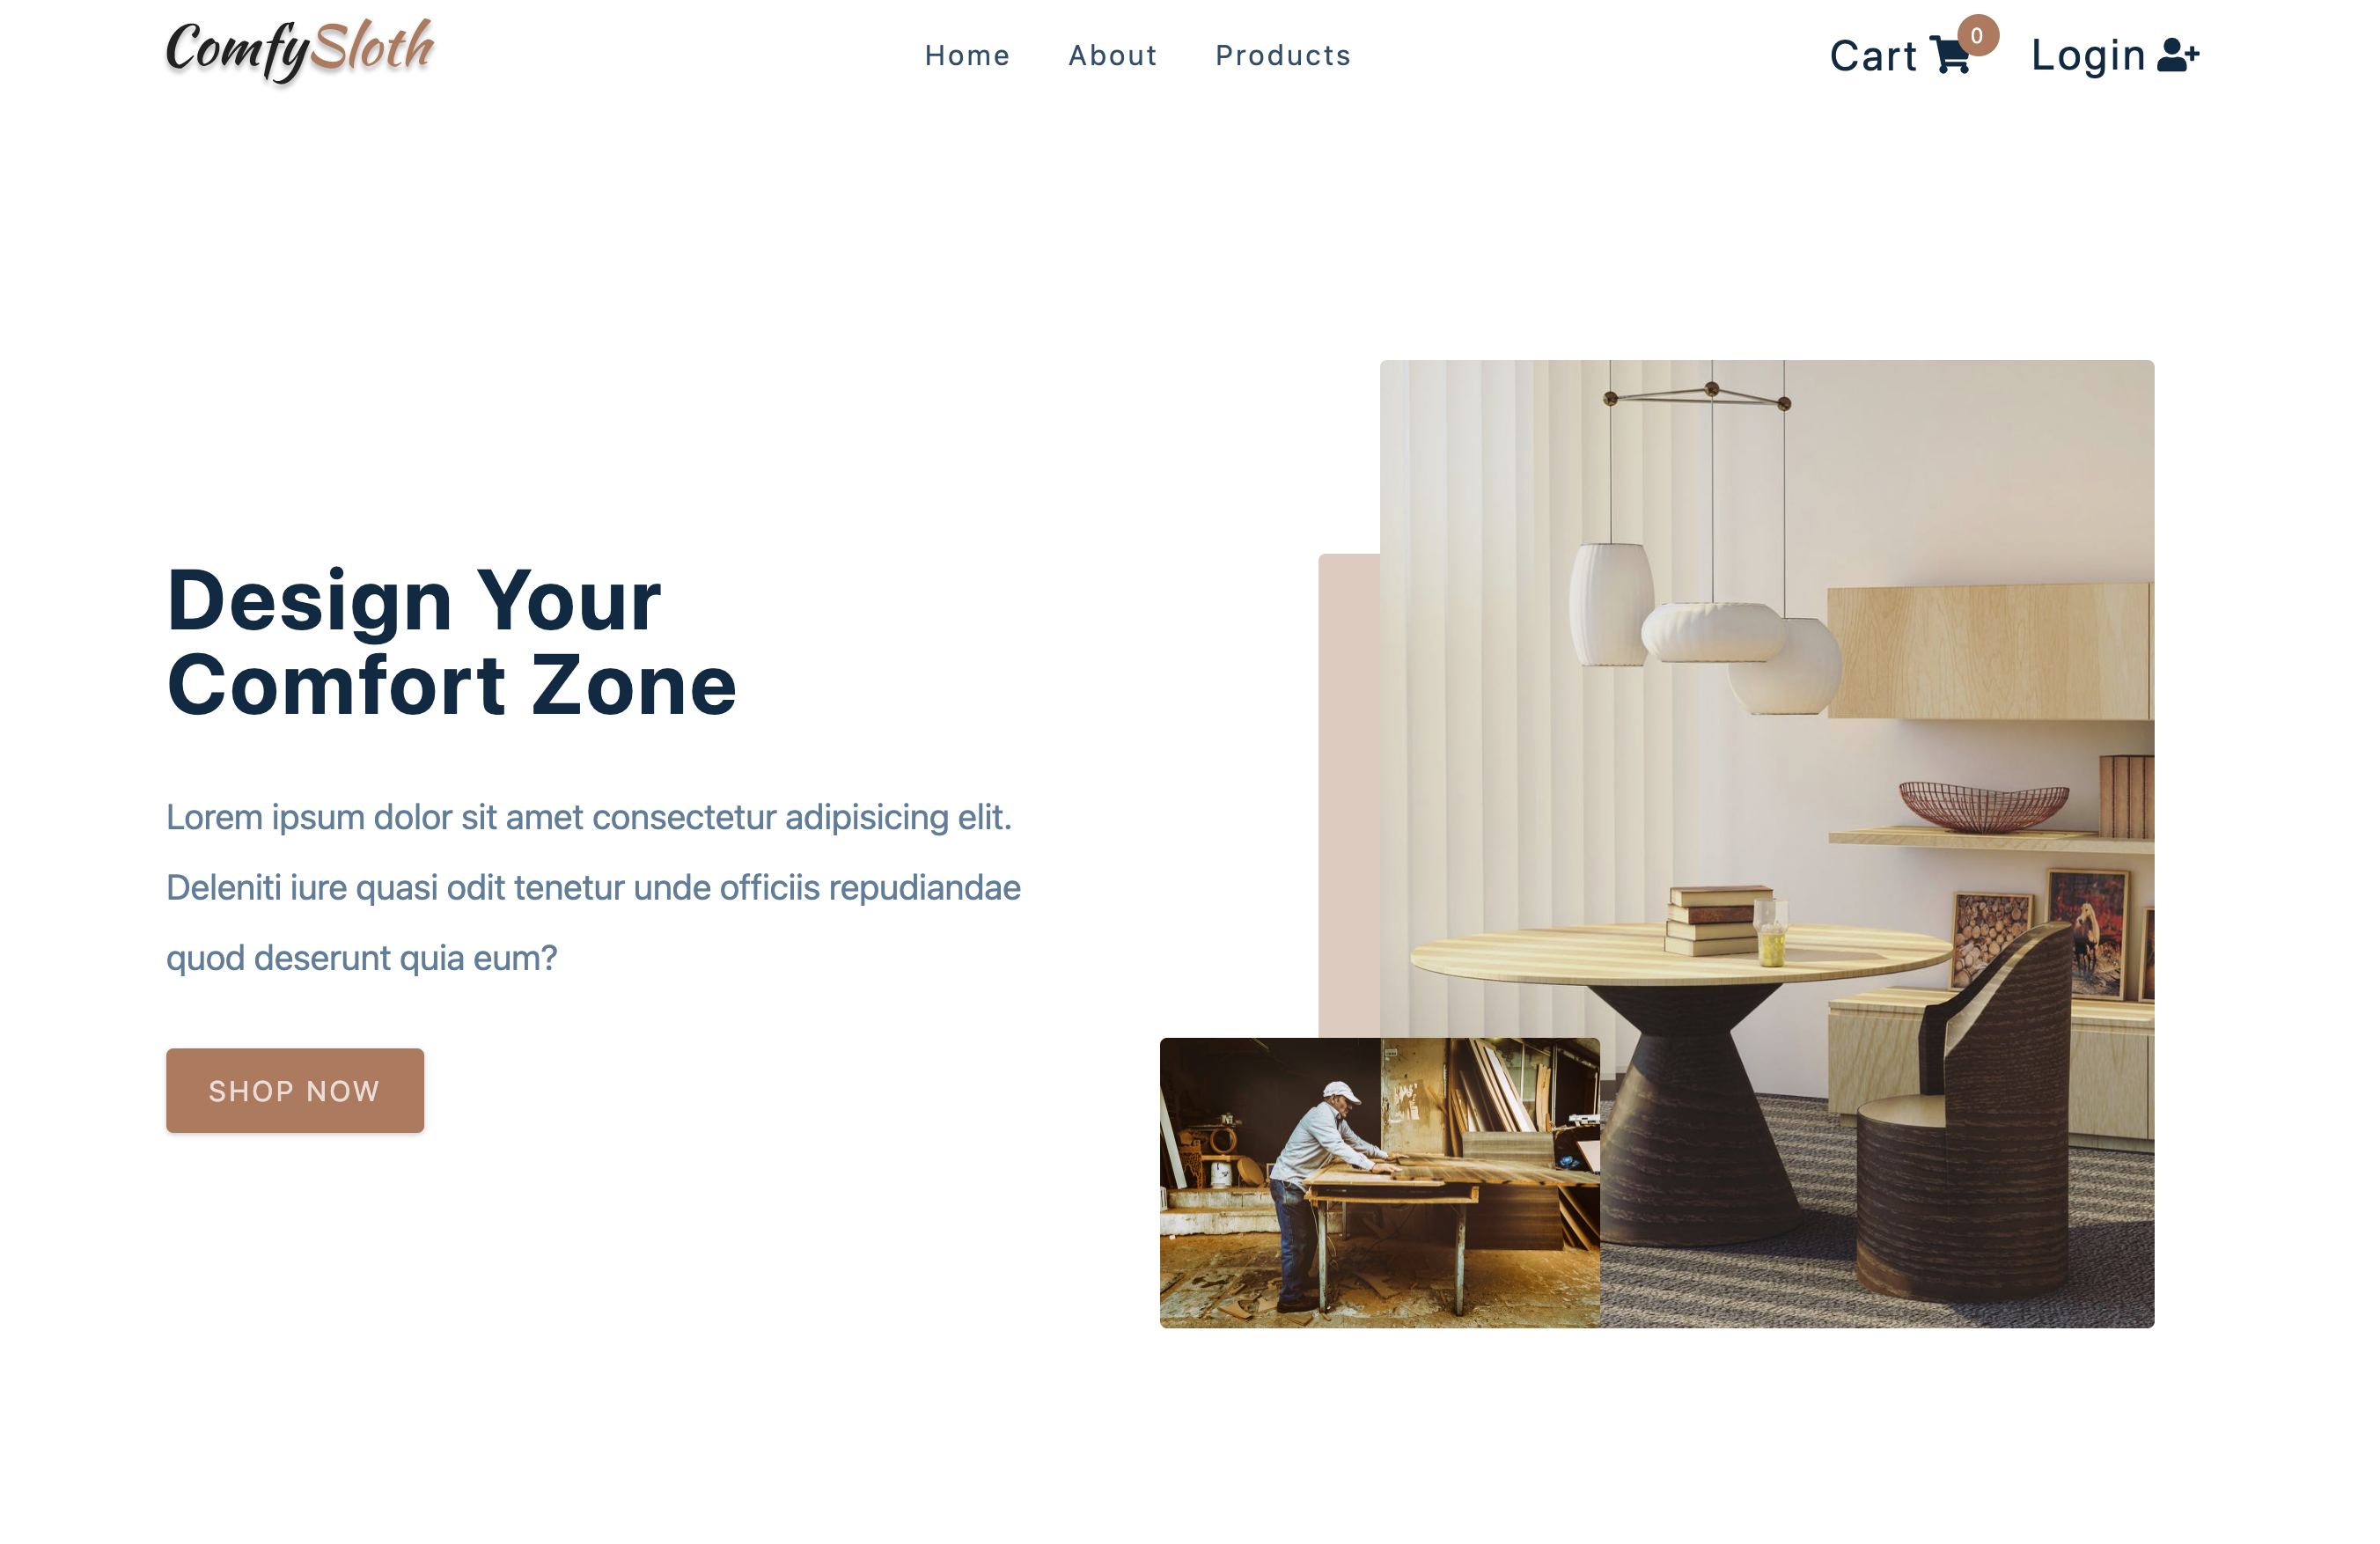 ComfySloth
Home About Products
Cart 0 Login
Design Your
Comfort Zone
Lorem ipsum dolor sit amet consectetur adipisicing elit.
Deleniti iure quasi odit tenetur unde officiis repudiandae
quod deserunt quia eum?
SHOP NOW